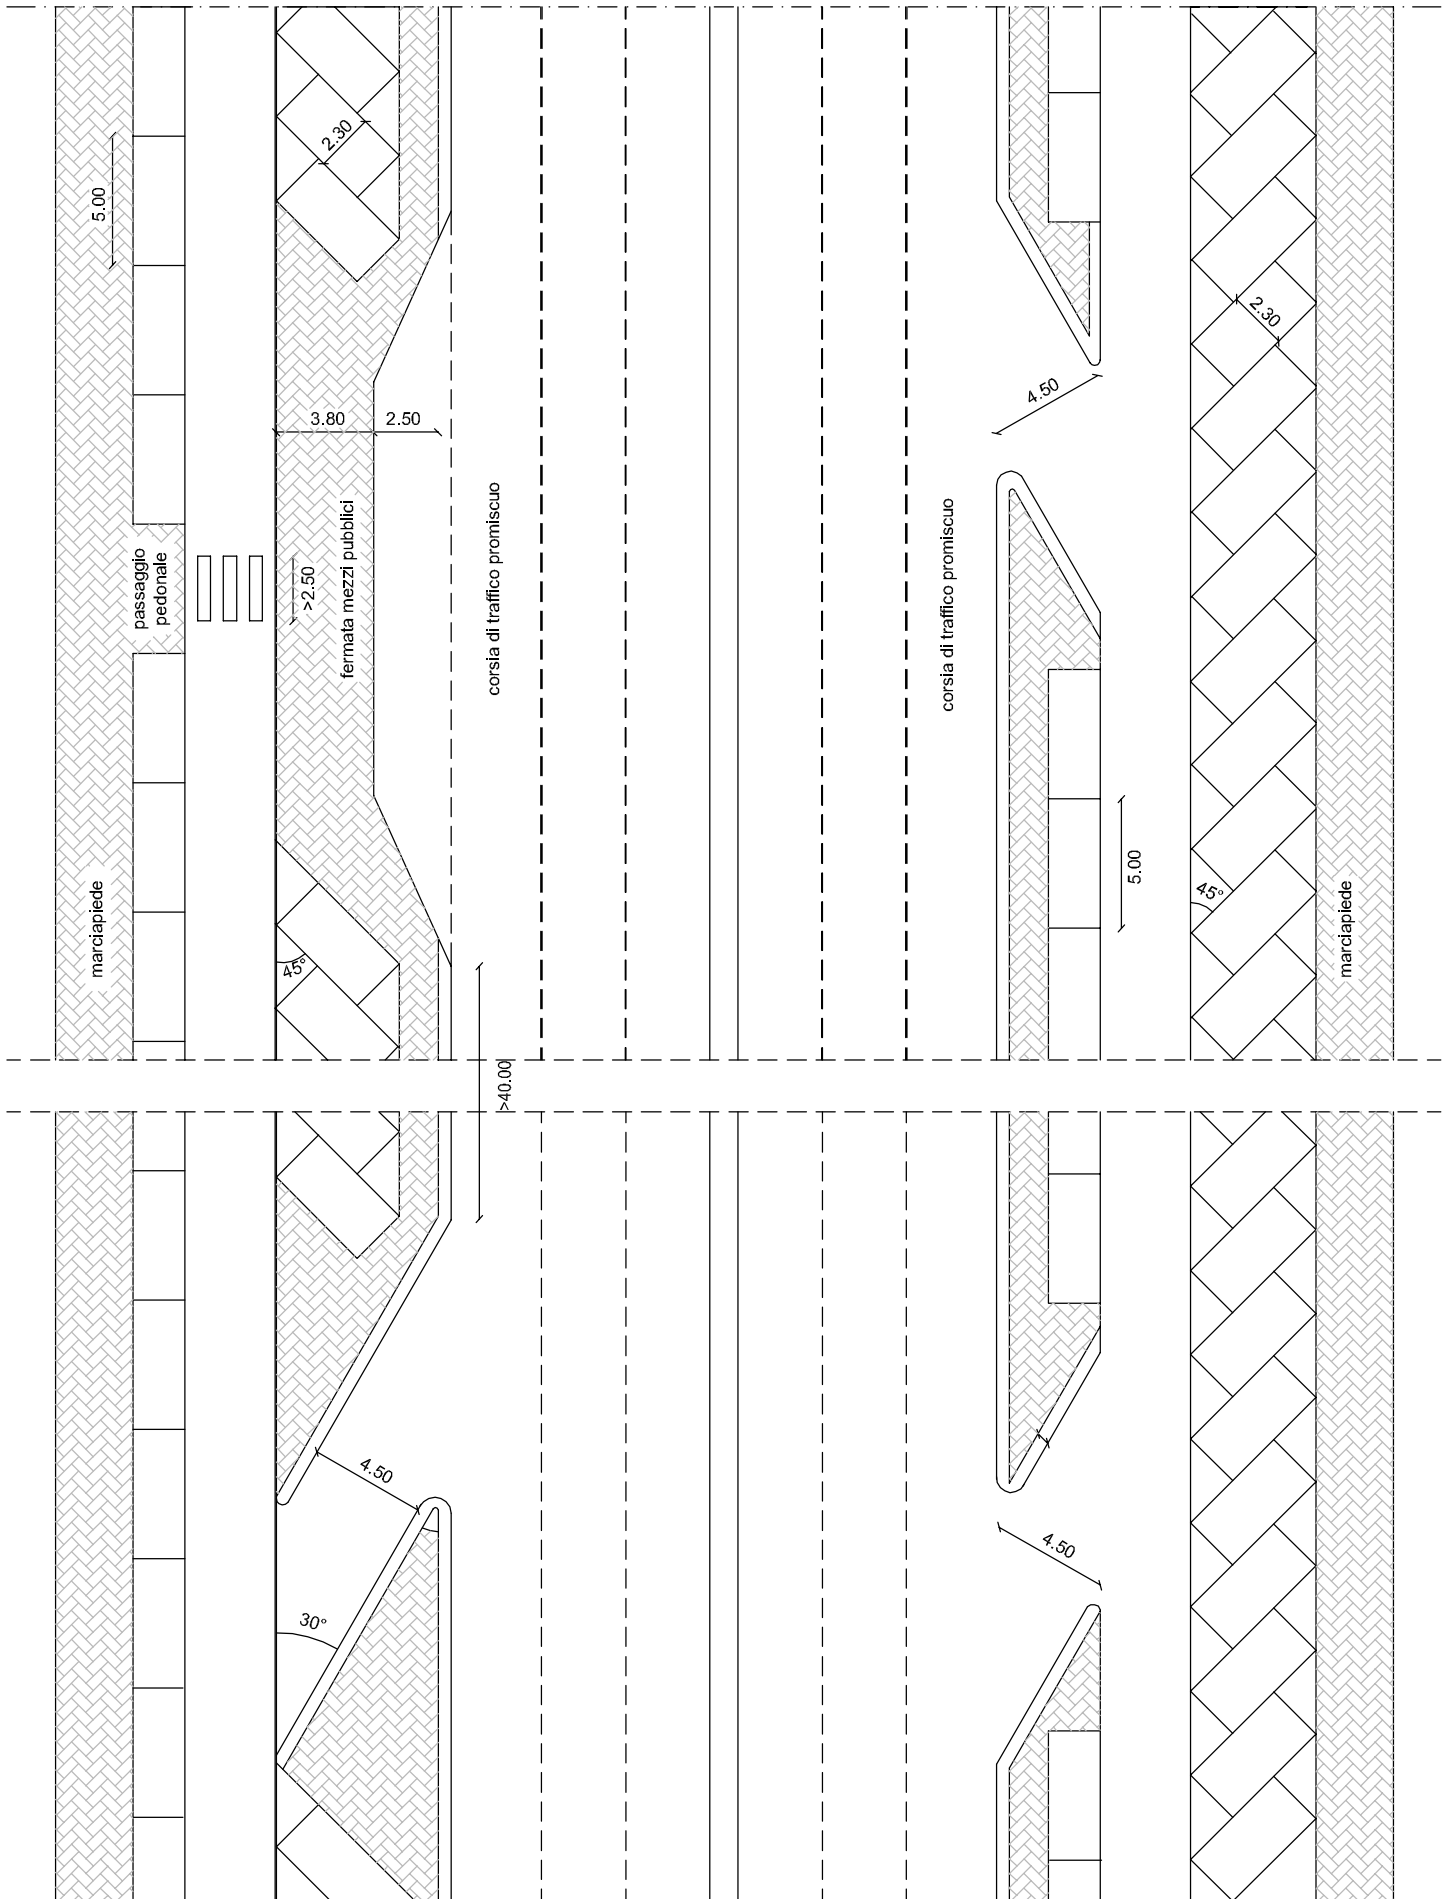 2.30
5.00
2.30
4.50
3.80
2.50
fermata mezzi pubblici
corsia di traffico promiscuo
corsia di traffico promiscuo
passaggio
pedonale
>2.50
5.00
marciapiede
45°
45°
marciapiede
>40.00
4.50
4.50
30°